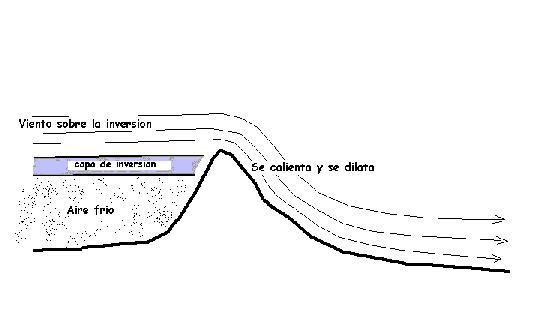 Viento sobre la inversion
capa de inversion
Se calienta y se dilata
Aire frio